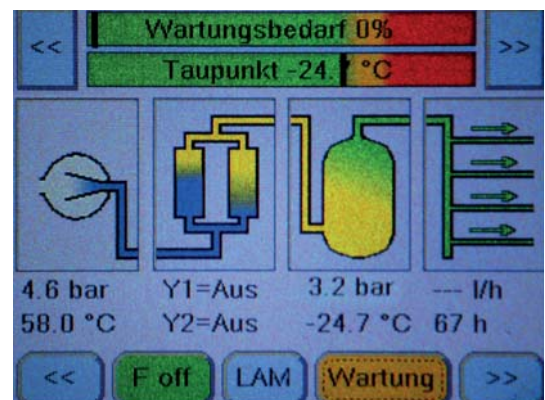 << Wartungsbedarf 0% >>
Taupunkt -24.7 °C
4.6 bar Y1=Aus 3.2 bar --- l/h
58.0 °C Y2=Aus -24.7 °C 67 h
<< F off LAM Wartung >>